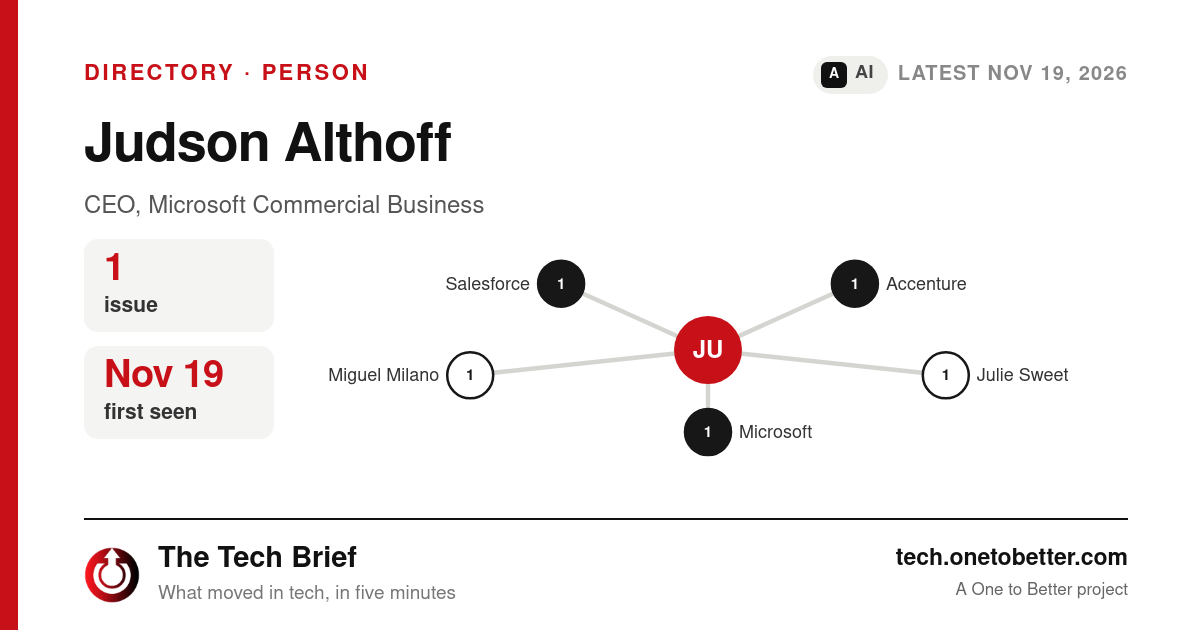 DIRECTORY · PERSON
A AI LATEST NOV 19, 2026
Judson Althoff
CEO, Microsoft Commercial Business
1
issue
Nov 19
first seen
Salesforce 1
1 Accenture
JU
Miguel Milano 1
1 Julie Sweet
1 Microsoft
The Tech Brief
What moved in tech, in five minutes
tech.onetobetter.com
A One to Better project